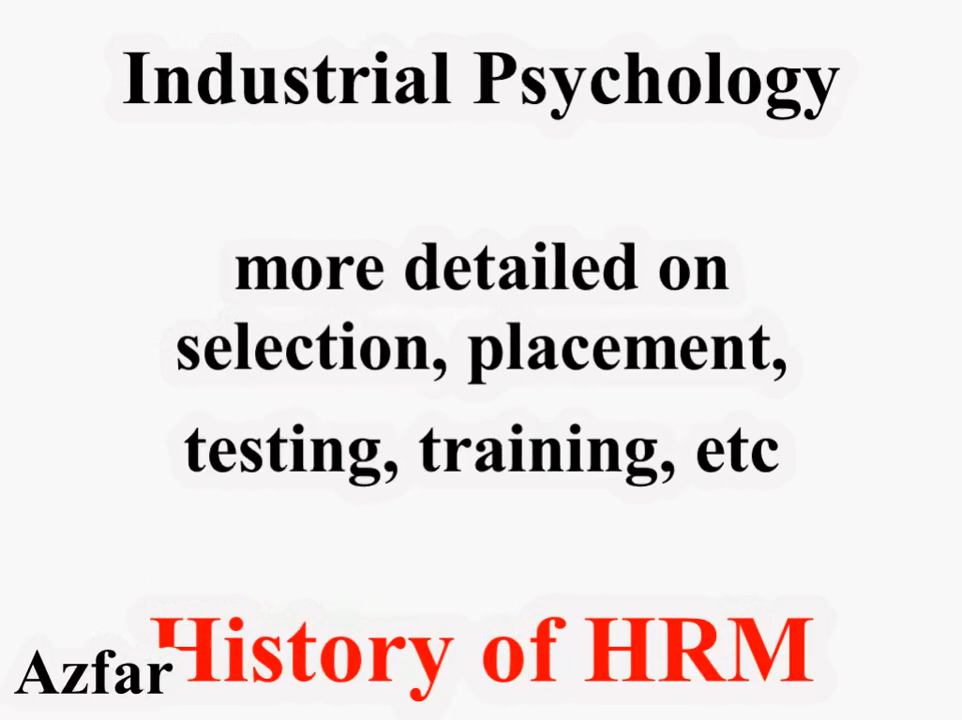 Industrial Psychology
more detailed on
selection, placement,
testing, training, etc
History of HRM
Azfar